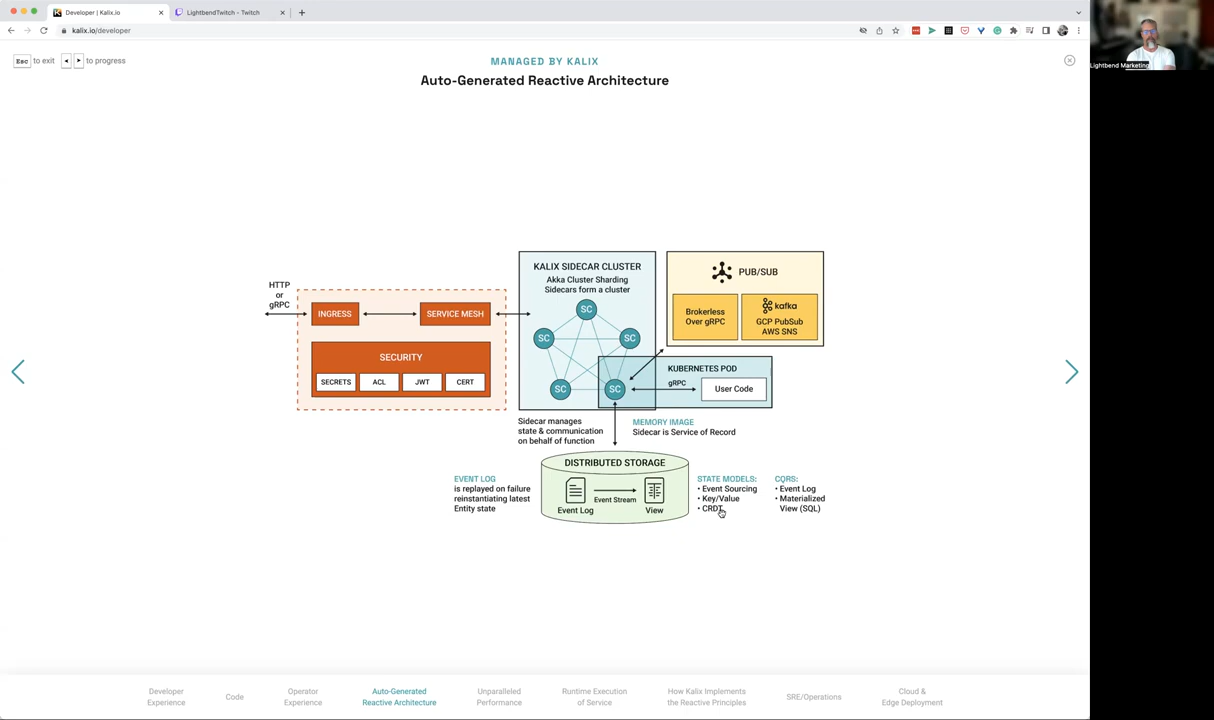 Developer | Kalix.io
LightbendTwitch - Twitch
kalix.io/developer
Lightbend Marketing
Esc to exit
to progress
MANAGED BY KALIX
Auto-Generated Reactive Architecture
HTTP
or
gRPC
INGRESS
SERVICE MESH
SECURITY
SECRETS
ACL
JWT
CERT
KALIX SIDECAR CLUSTER
Akka Cluster Sharding
Sidecars form a cluster
SC
SC
SC
SC
SC
PUB/SUB
Brokerless
Over gRPC
kafka
GCP PubSub
AWS SNS
KUBERNETES POD
gRPC
User Code
Sidecar manages
state & communication
on behalf of function
MEMORY IMAGE
Sidecar is Service of Record
DISTRIBUTED STORAGE
Event Log
Event Stream
View
EVENT LOG
is replayed on failure
reinstantiating latest
Entity state
STATE MODELS:
• Event Sourcing
• Key/Value
• CRDT
CQRS:
• Event Log
• Materialized
View (SQL)
Developer
Experience
Code
Operator
Experience
Auto-Generated
Reactive Architecture
Unparalleled
Performance
Runtime Execution
of Service
How Kalix Implements
the Reactive Principles
SRE/Operations
Cloud &
Edge Deployment